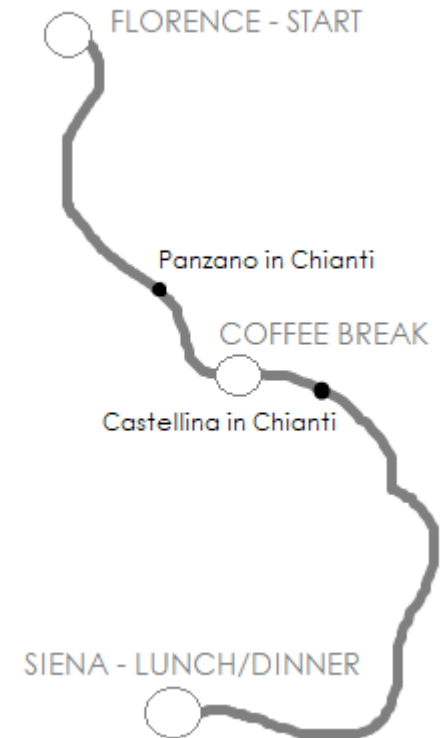 FLORENCE - START
Panzano in Chianti
COFFEE BREAK
Castellina in Chianti
SIENA - LUNCH/DINNER